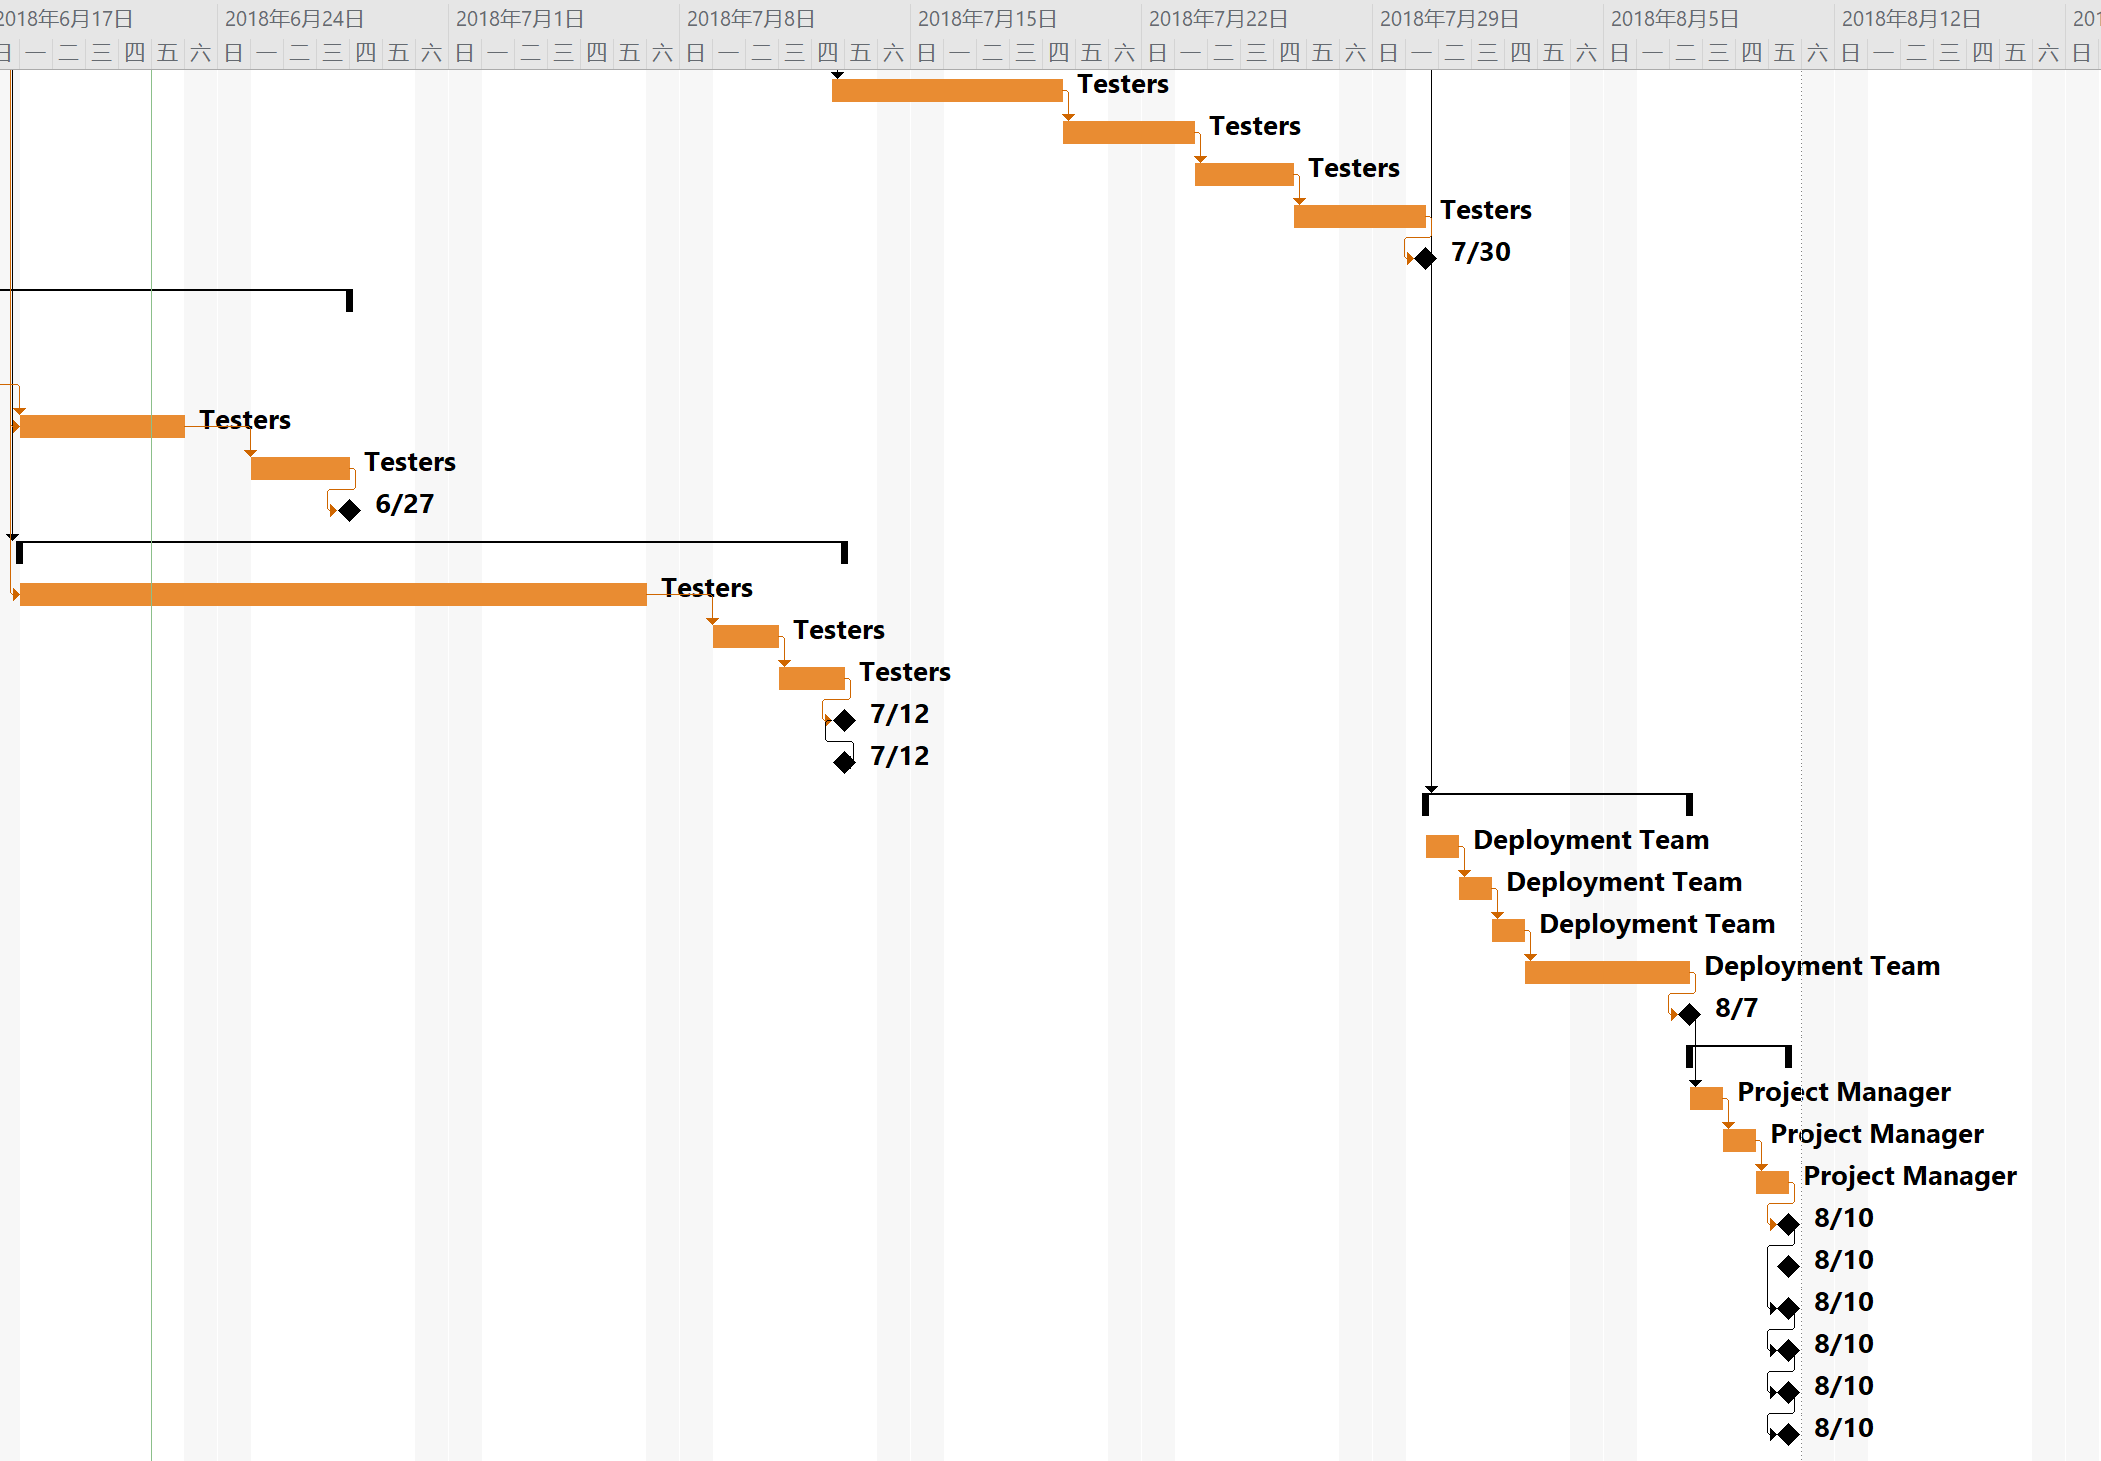 2018年6月17日 2018年6月24日 2018年7月1日 2018年7月8日 2018年7月15日 2018年7月22日 2018年7月29日 2018年8月5日 2018年8月12日
日 一 二 三 四 五 六 日 一 二 三 四 五 六 日 一 二 三 四 五 六 日 一 二 三 四 五 六 日 一 二 三 四 五 六 日 一 二 三 四 五 六 日 一 二 三 四 五 六 日 一 二 三 四 五 六 日 一 二 三 四 五 六 日
Testers
Testers
Testers
Testers
7/30
Testers
Testers
6/27
Testers
Testers
Testers
7/12
7/12
Deployment Team
Deployment Team
Deployment Team
Deployment Team
8/7
Project Manager
Project Manager
Project Manager
8/10
8/10
8/10
8/10
8/10
8/10